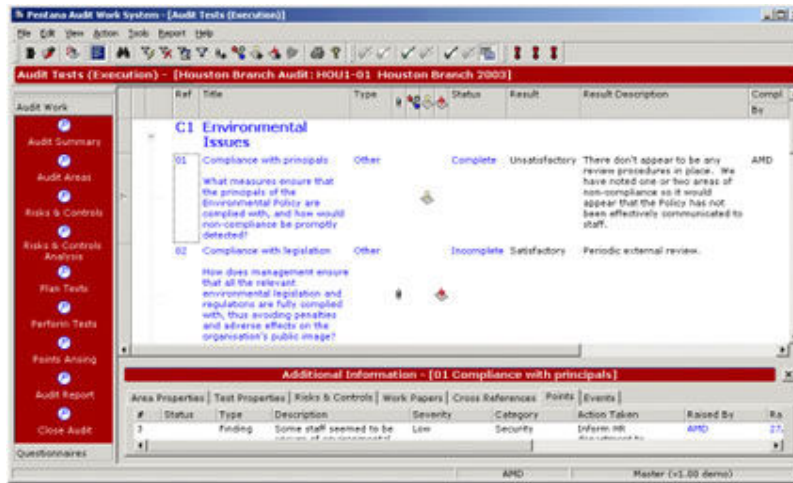 Pentana Audit Work System - [Audit Tests (Execution)]
File Edit View Action Tools Report Help
Audit Tests (Execution) - [Houston Branch Audit: HOU1-01 Houston Branch 2003]
Audit Work
Audit Summary
Audit Areas
Risks & Controls
Risks & Controls
Analysis
Plan Tests
Perform Tests
Points Arising
Audit Report
Close Audit
Questionnaires
Ref Title Type Status Result Result Description Compl
By
C1 Environmental
Issues
01 Compliance with principals Other Complete Unsatisfactory There don't appear to be any AMD
review procedures in place. We
What measures ensure that have noted one or two areas of
the principals of the non-compliance so it would
Environmental Policy are appear that the Policy has not
complied with, and how would been effectively communicated to
non-compliance be promptly staff.
detected?
02 Compliance with legislation Other Incomplete Satisfactory Periodic external review.
How does management ensure
that all the relevant
environmental legislation and
regulations are fully complied
with, thus avoiding penalties
and adverse effects on the
organisation's public image?
Additional Information - [01 Compliance with principals]
Area Properties Test Properties Risks & Controls Work Papers Cross References Points Events
# Status Type Description Severity Category Action Taken Raised By Ra
3 Finding Some staff seemed to be Low Security Inform HR AMD
AMD Master (v1.00 demo)